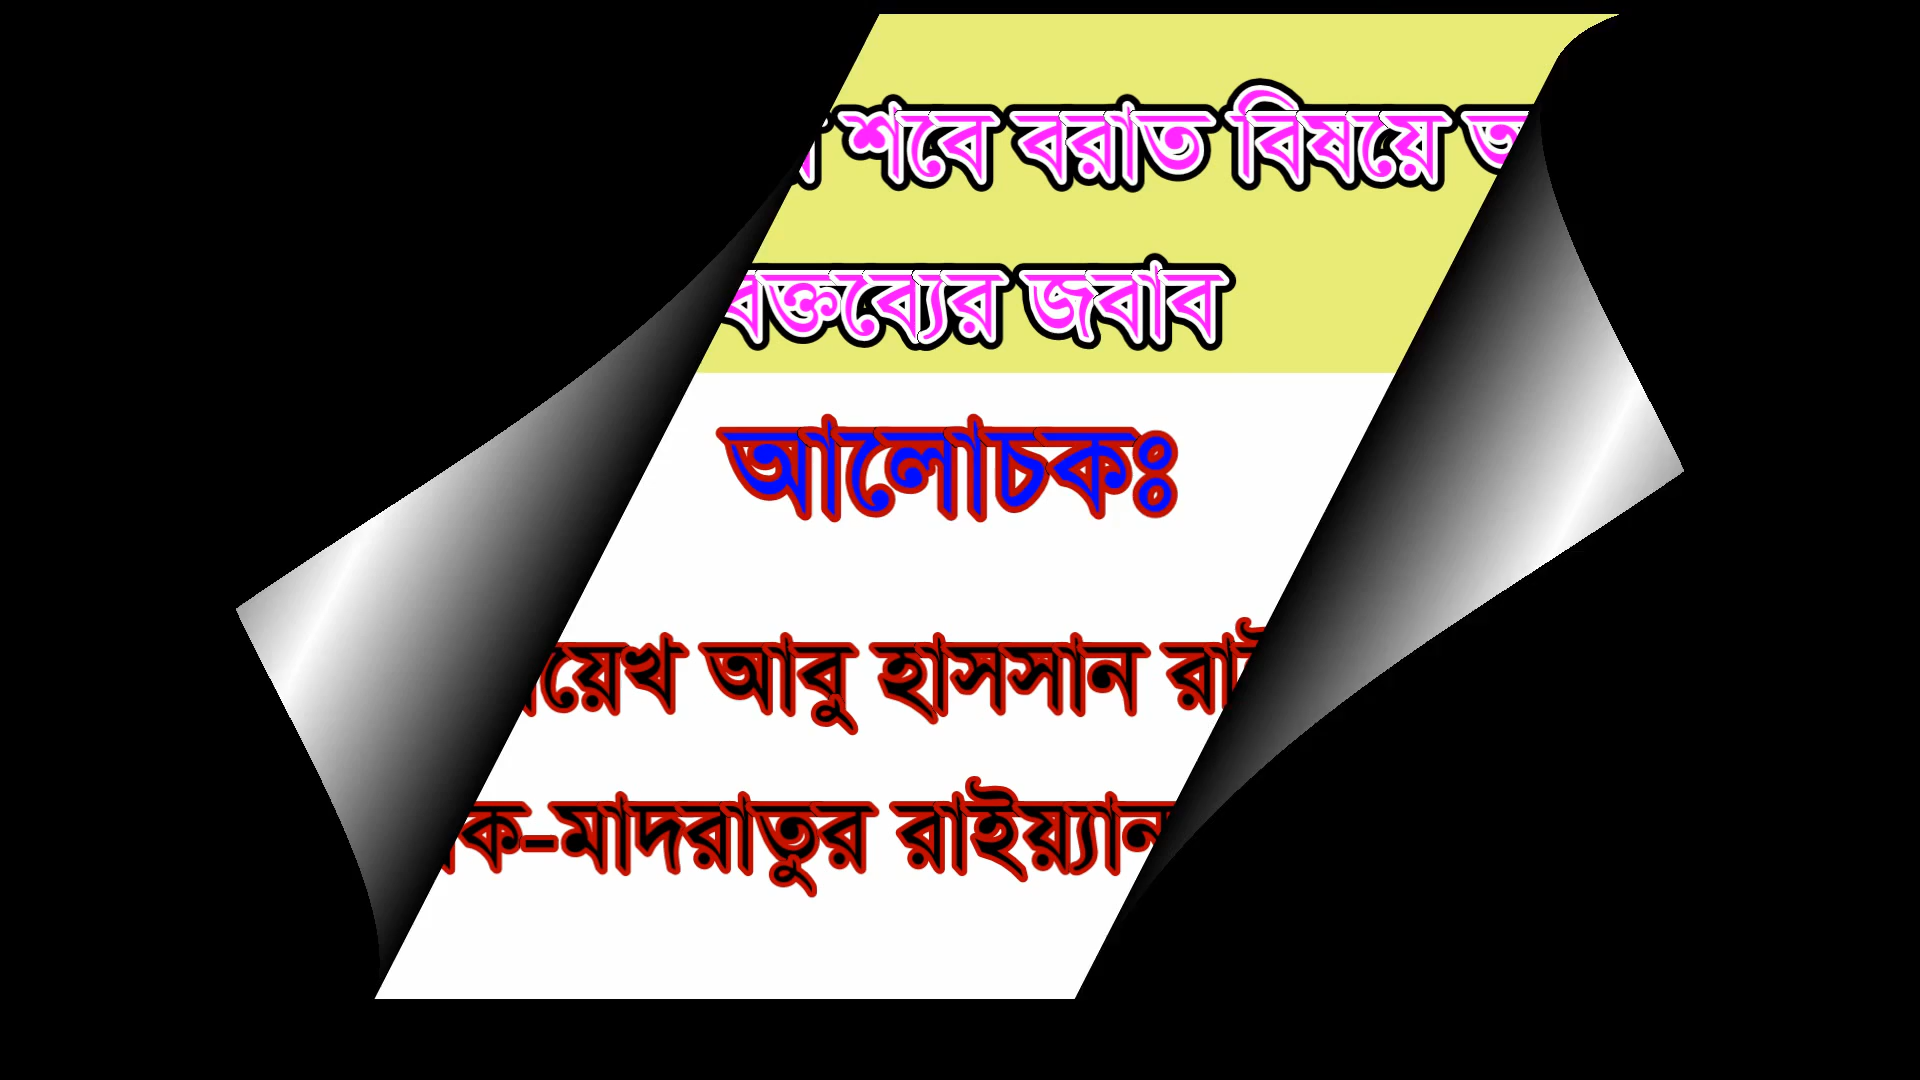 শবে বরাত বিষয়ে
বক্তব্যের জবাব
আলোচকঃ
আবু হাসসান
মাদরাতুর রাইয়্যান